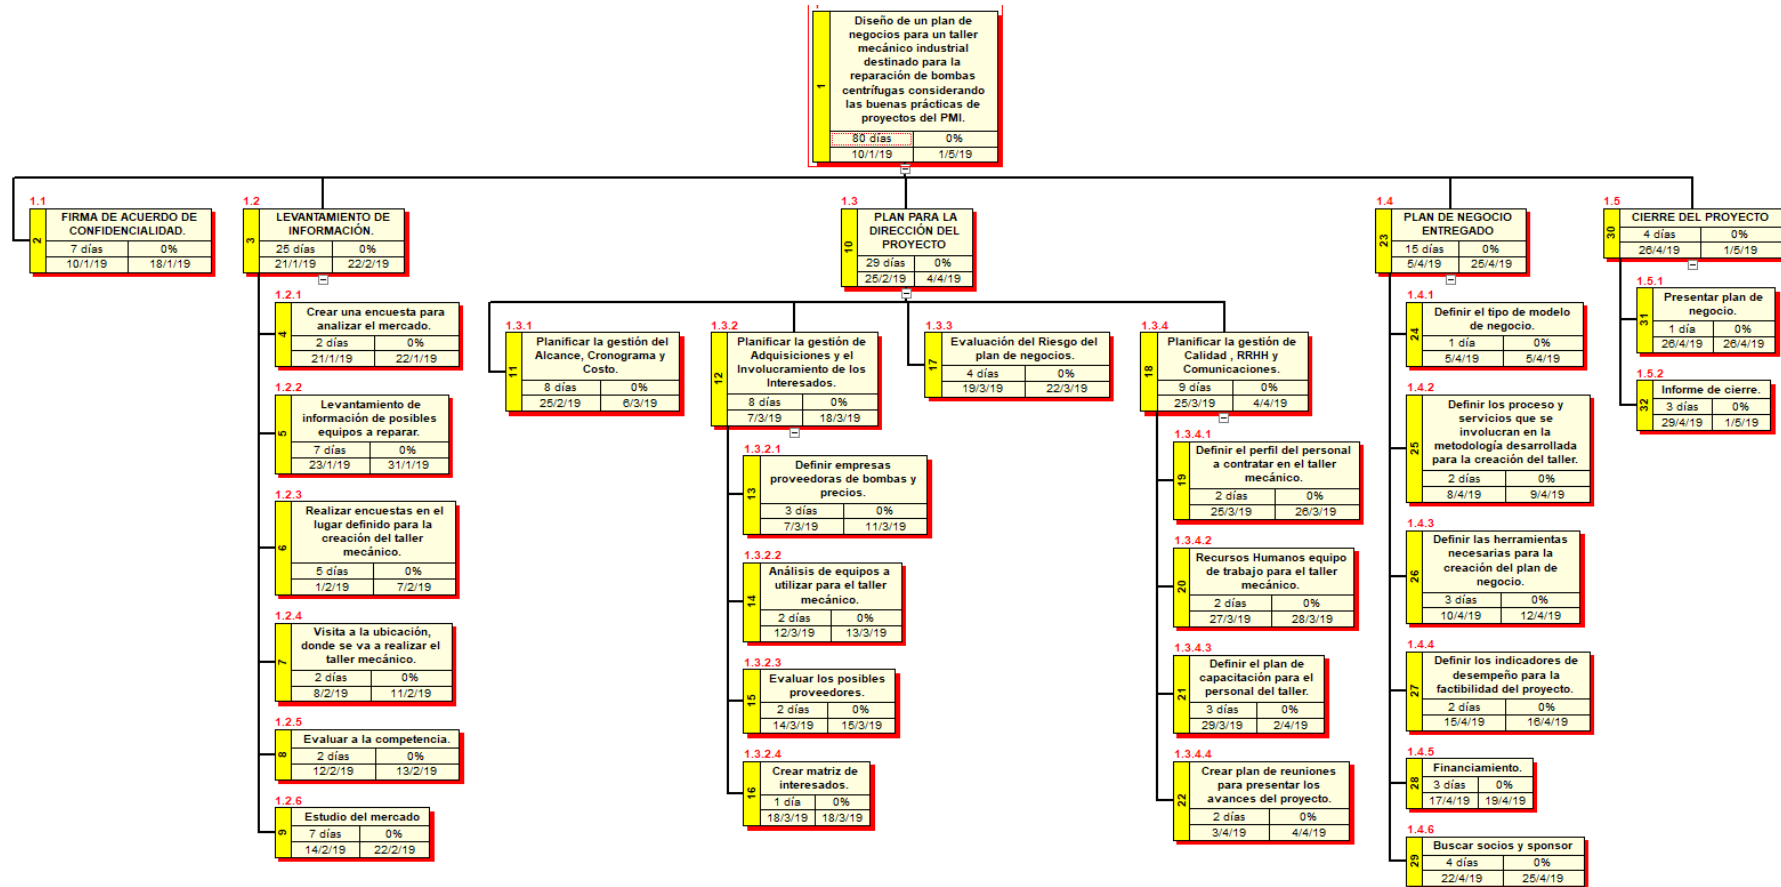 1
Diseño de un plan de
negocios para un taller
mecánico industrial
destinado para la
reparación de bombas
centrífugas considerando
las buenas prácticas de
proyectos del PMI.
80 días 0%
10/1/19 1/5/19
1.1
2
FIRMA DE ACUERDO DE
CONFIDENCIALIDAD.
7 días 0%
10/1/19 18/1/19
1.2
3
LEVANTAMIENTO DE
INFORMACIÓN.
25 días 0%
21/1/19 22/2/19
1.2.1
4
Crear una encuesta para
analizar el mercado.
2 días 0%
21/1/19 22/1/19
1.2.2
5
Levantamiento de
información de posibles
equipos a reparar.
7 días 0%
23/1/19 31/1/19
1.2.3
6
Realizar encuestas en el
lugar definido para la
creación del taller
mecánico.
5 días 0%
1/2/19 7/2/19
1.2.4
7
Visita a la ubicación,
donde se va a realizar el
taller mecánico.
2 días 0%
8/2/19 11/2/19
1.2.5
8
Evaluar a la competencia.
2 días 0%
12/2/19 13/2/19
1.2.6
9
Estudio del mercado
7 días 0%
14/2/19 22/2/19
1.3
10
PLAN PARA LA
DIRECCIÓN DEL
PROYECTO
29 días 0%
25/2/19 4/4/19
1.3.1
11
Planificar la gestión del
Alcance, Cronograma y
Costo.
8 días 0%
25/2/19 6/3/19
1.3.2
12
Planificar la gestión de
Adquisiciones y el
Involucramiento de los
Interesados.
8 días 0%
7/3/19 18/3/19
1.3.2.1
13
Definir empresas
proveedoras de bombas y
precios.
3 días 0%
7/3/19 11/3/19
1.3.2.2
14
Análisis de equipos a
utilizar para el taller
mecánico.
2 días 0%
12/3/19 13/3/19
1.3.2.3
15
Evaluar los posibles
proveedores.
2 días 0%
14/3/19 15/3/19
1.3.2.4
16
Crear matriz de
interesados.
1 día 0%
18/3/19 18/3/19
1.3.3
17
Evaluación del Riesgo del
plan de negocios.
4 días 0%
19/3/19 22/3/19
1.3.4
18
Planificar la gestión de
Calidad , RRHH y
Comunicaciones.
9 días 0%
25/3/19 4/4/19
1.3.4.1
19
Definir el perfil del personal
a contratar en el taller
mecánico.
2 días 0%
25/3/19 26/3/19
1.3.4.2
20
Recursos Humanos equipo
de trabajo para el taller
mecánico.
2 días 0%
27/3/19 28/3/19
1.3.4.3
21
Definir el plan de
capacitación para el
personal del taller.
3 días 0%
29/3/19 2/4/19
1.3.4.4
22
Crear plan de reuniones
para presentar los
avances del proyecto.
2 días 0%
3/4/19 4/4/19
1.4
23
PLAN DE NEGOCIO
ENTREGADO
15 días 0%
5/4/19 25/4/19
1.4.1
24
Definir el tipo de modelo
de negocio.
1 día 0%
5/4/19 5/4/19
1.4.2
25
Definir los proceso y
servicios que se
involucran en la
metodología desarrollada
para la creación del taller.
2 días 0%
8/4/19 9/4/19
1.4.3
26
Definir las herramientas
necesarias para la
creación del plan de
negocio.
3 días 0%
10/4/19 12/4/19
1.4.4
27
Definir los indicadores de
desempeño para la
factibilidad del proyecto.
2 días 0%
15/4/19 16/4/19
1.4.5
28
Financiamiento.
3 días 0%
17/4/19 19/4/19
1.4.6
29
Buscar socios y sponsor
4 días 0%
22/4/19 25/4/19
1.5
30
CIERRE DEL PROYECTO
4 días 0%
26/4/19 1/5/19
1.5.1
31
Presentar plan de
negocio.
1 día 0%
26/4/19 26/4/19
1.5.2
32
Informe de cierre.
3 días 0%
29/4/19 1/5/19